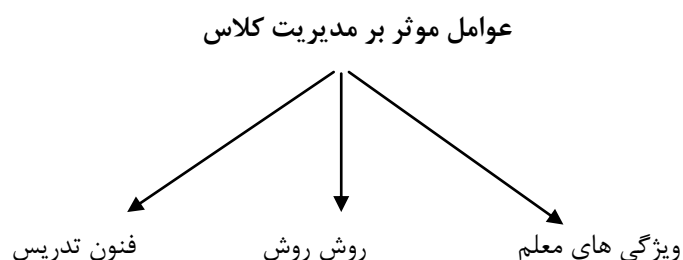 عوامل موثر بر مدیریت کلاس
ویژگی های معلم روش روش فنون تدریس